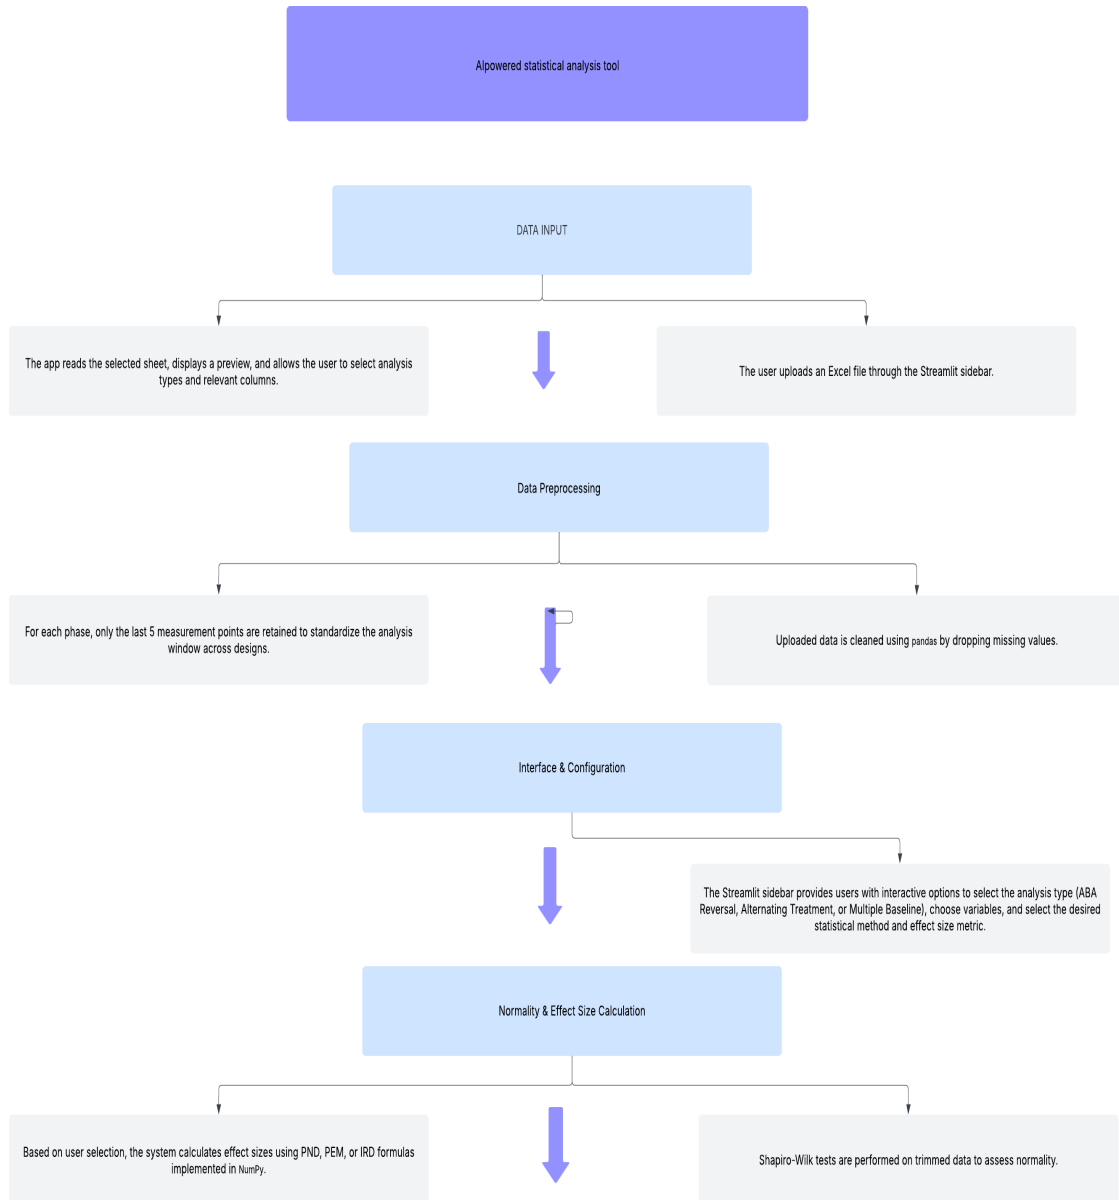 AIpowered statistical analysis tool
DATA INPUT
The app reads the selected sheet, displays a preview, and allows the user to select analysis
types and relevant columns.
The user uploads an Excel file through the Streamlit sidebar.
Data Preprocessing
For each phase, only the last 5 measurement points are retained to standardize the analysis
window across designs.
Uploaded data is cleaned using pandas by dropping missing values.
Interface & Configuration
The Streamlit sidebar provides users with interactive options to select the analysis type (ABA
Reversal, Alternating Treatment, or Multiple Baseline), choose variables, and select the desired
statistical method and effect size metric.
Normality & Effect Size Calculation
Based on user selection, the system calculates effect sizes using PND, PEM, or IRD formulas
implemented in NumPy.
Shapiro-Wilk tests are performed on trimmed data to assess normality.